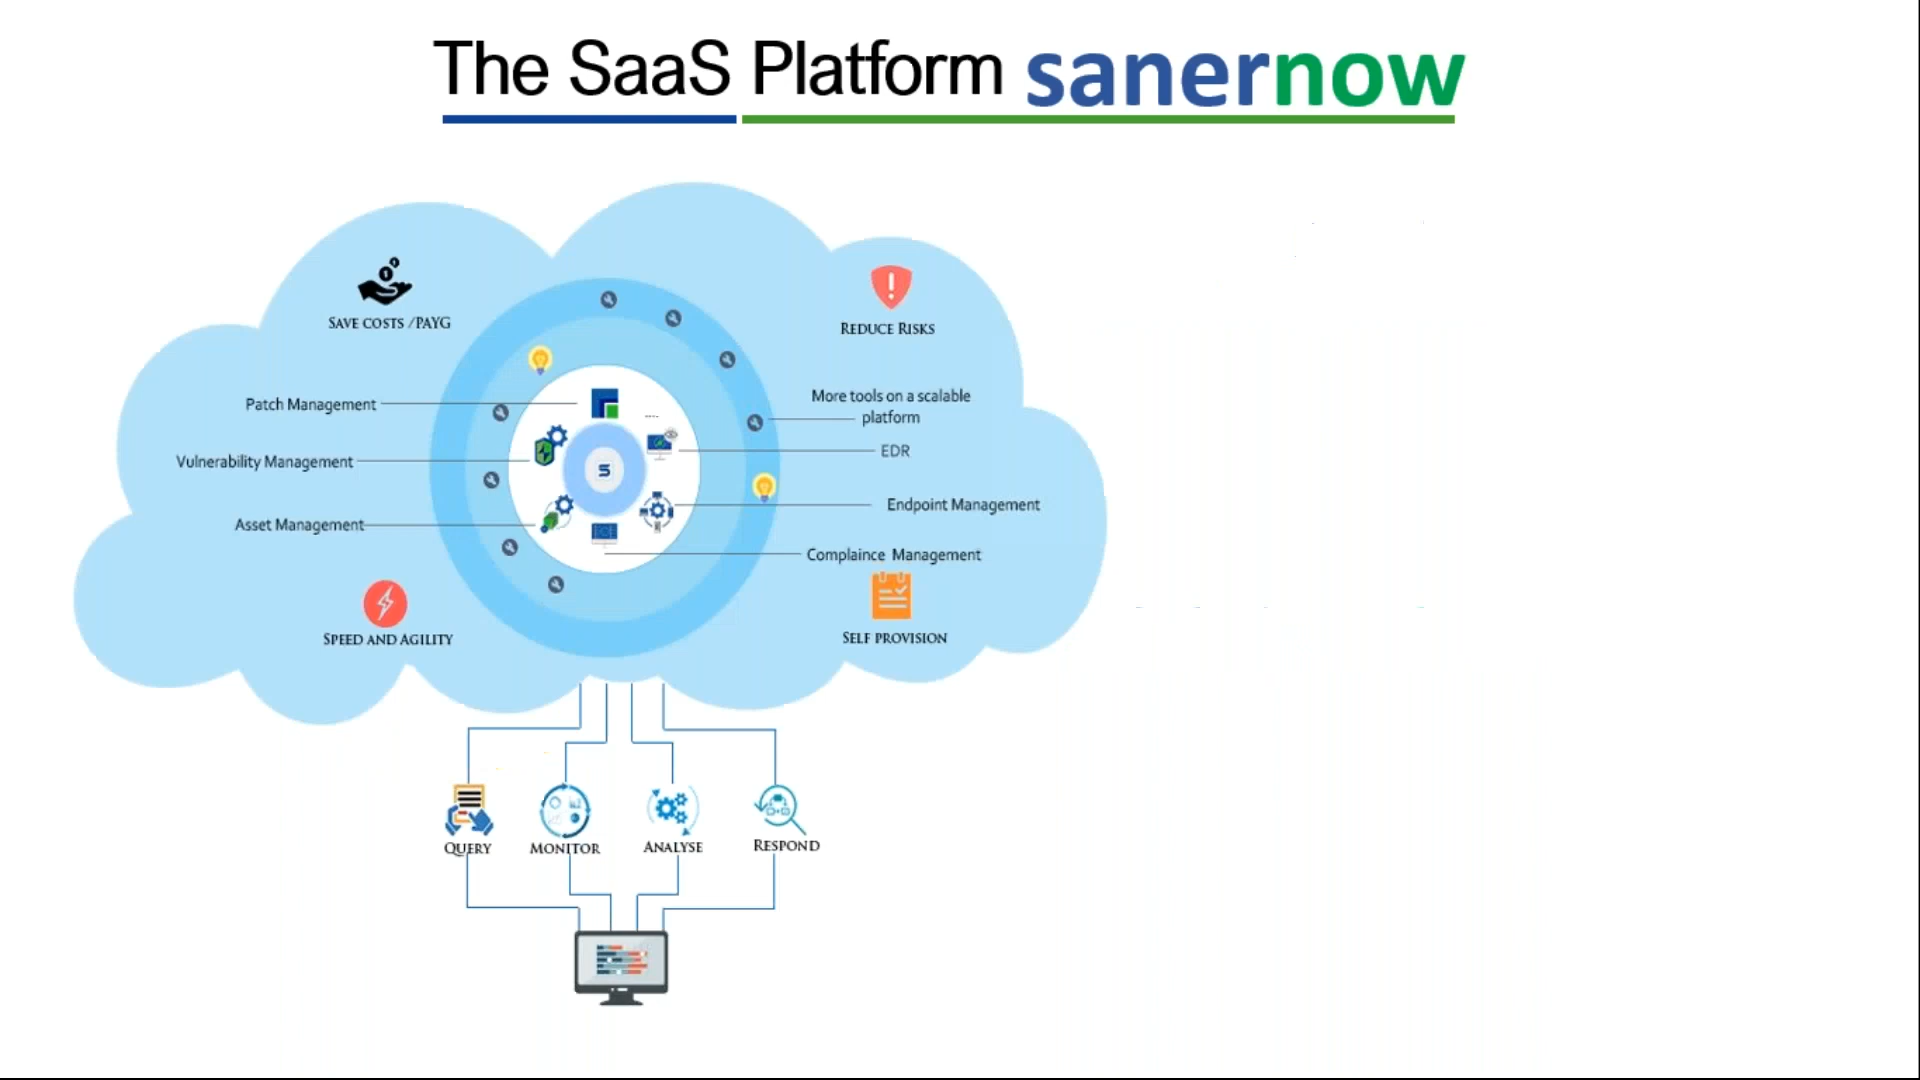 The SaaS Platform sanernow
SAVE COSTS /PAYG
REDUCE RISKS
Patch Management
More tools on a scalable
platform
EDR
Vulnerability Management
Endpoint Management
Asset Management
Complaince Management
S
SPEED AND AGILITY
SELF PROVISION
QUERY
MONITOR
ANALYSE
RESPOND